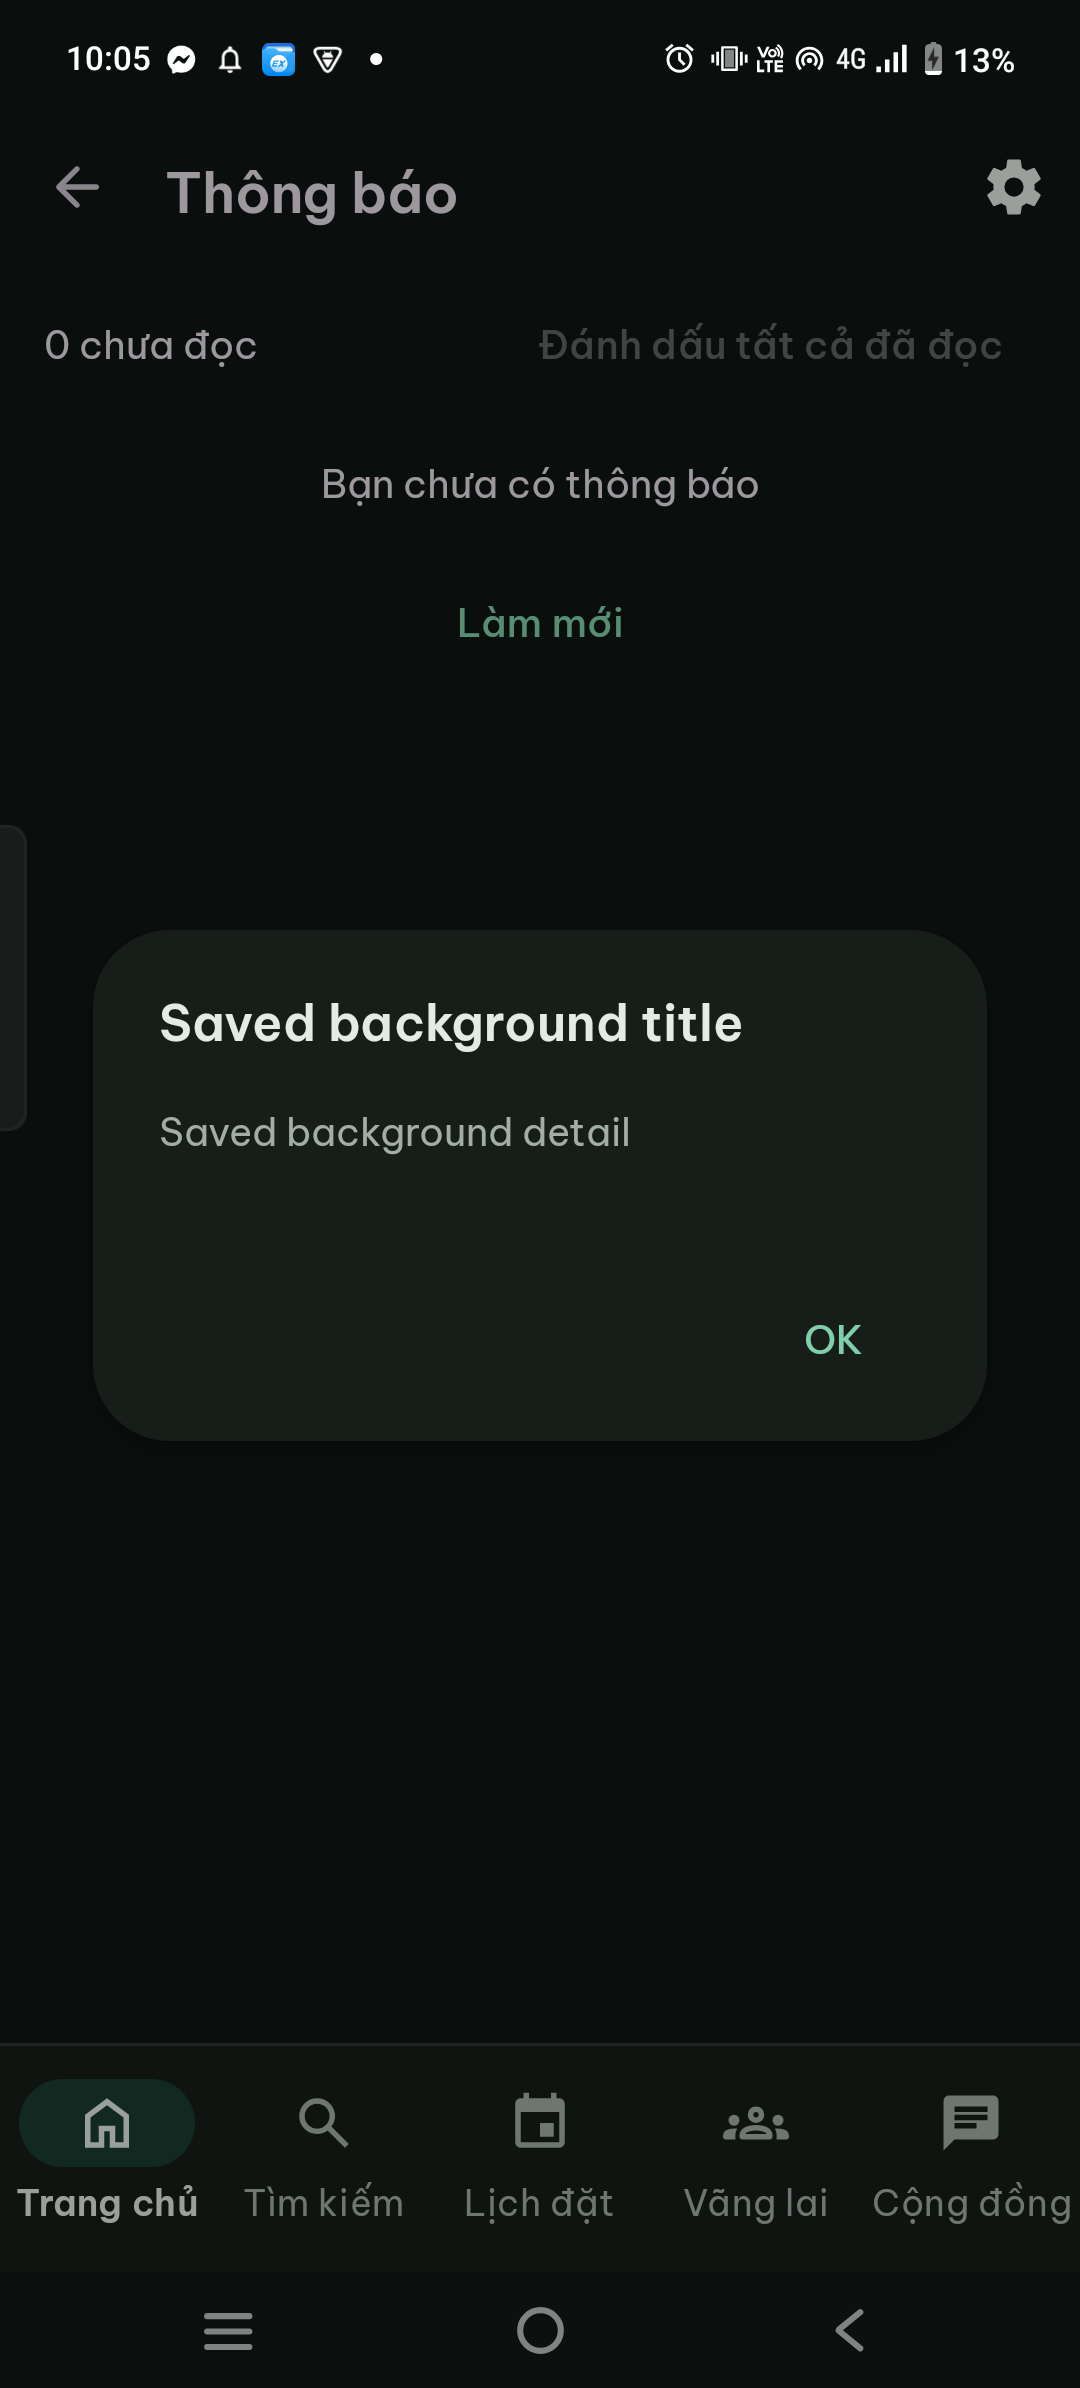 10:05 VoLTE 4G 13%
Thông báo
0 chưa đọc Đánh dấu tất cả đã đọc
Bạn chưa có thông báo
Làm mới
Saved background title
Saved background detail
OK
Trang chủ Tìm kiếm Lịch đặt Vãng lai Cộng đồng